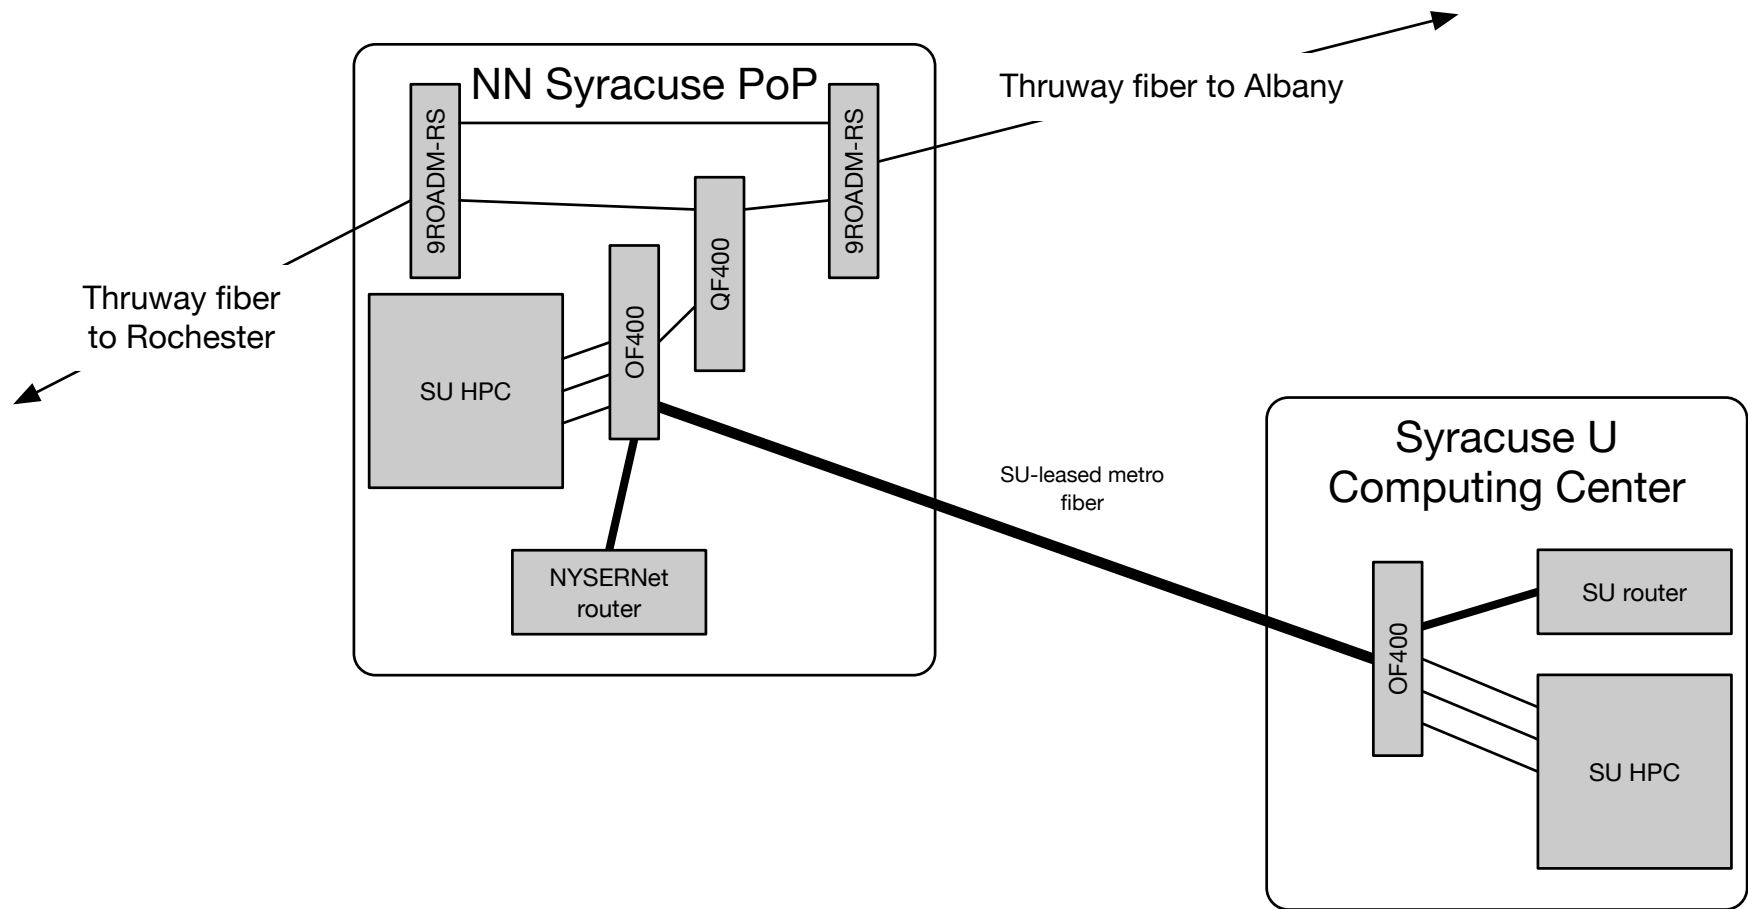 NN Syracuse PoP
Thruway fiber to Albany
9ROADM-RS
9ROADM-RS
QF400
OF400
Thruway fiber
to Rochester
SU HPC
NYSERNet
router
SU-leased metro
fiber
Syracuse U
Computing Center
OF400
SU router
SU HPC